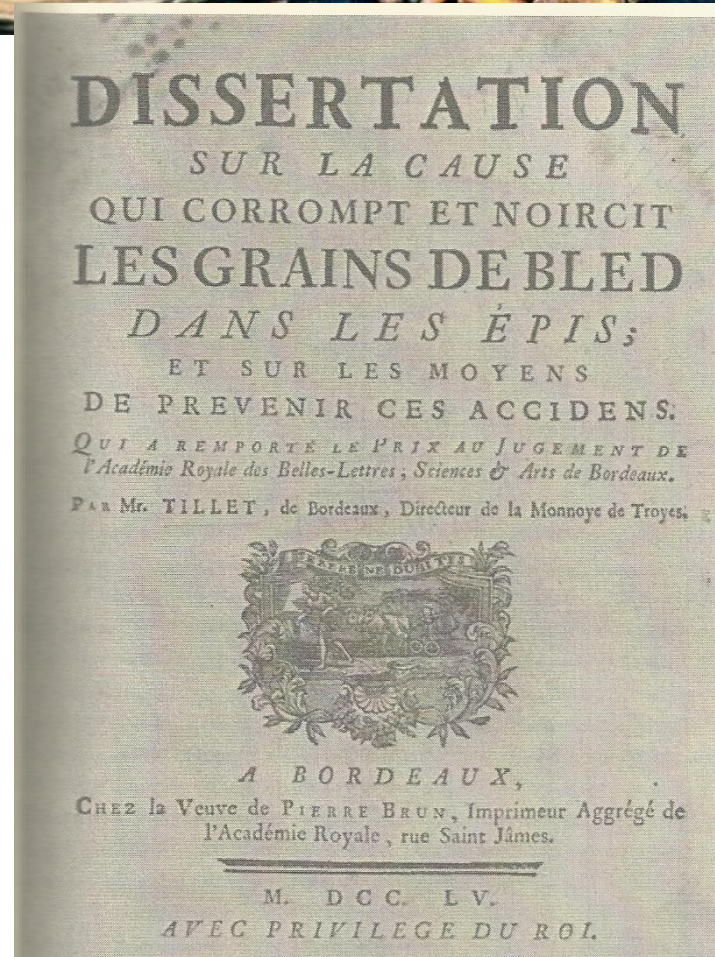 DISSERTATION
SUR LA CAUSE
QUI CORROMPT ET NOIRCIT
LES GRAINS DE BLED
DANS LES ÉPIS;
ET SUR LES MOYENS
DE PREVENIR CES ACCIDENS.
QUI A REMPORTÉ LE PRIX AU JUGEMENT DE
l'Académie Royale des Belles-Lettres; Sciences & Arts de Bordeaux.
PAR Mr. TILLET, de Bordeaux, Directeur de la Monnoye de Troyes.
NE DUBITES
A BORDEAUX,
CHEZ la Veuve de PIERRE BRUN, Imprimeur Aggrégé de
l'Académie Royale, rue Saint Jâmes.
M. DCC. LV.
AVEC PRIVILEGE DU ROI.